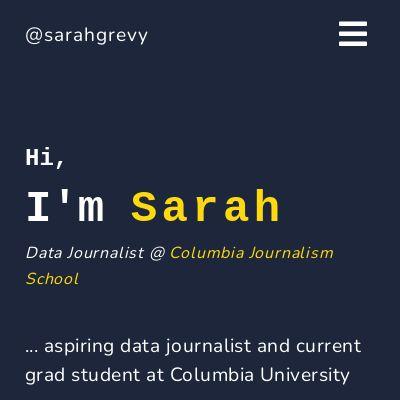 @sarahgrevy
Hi,
I'm Sarah
Data Journalist @ Columbia Journalism
School
... aspiring data journalist and current
grad student at Columbia University